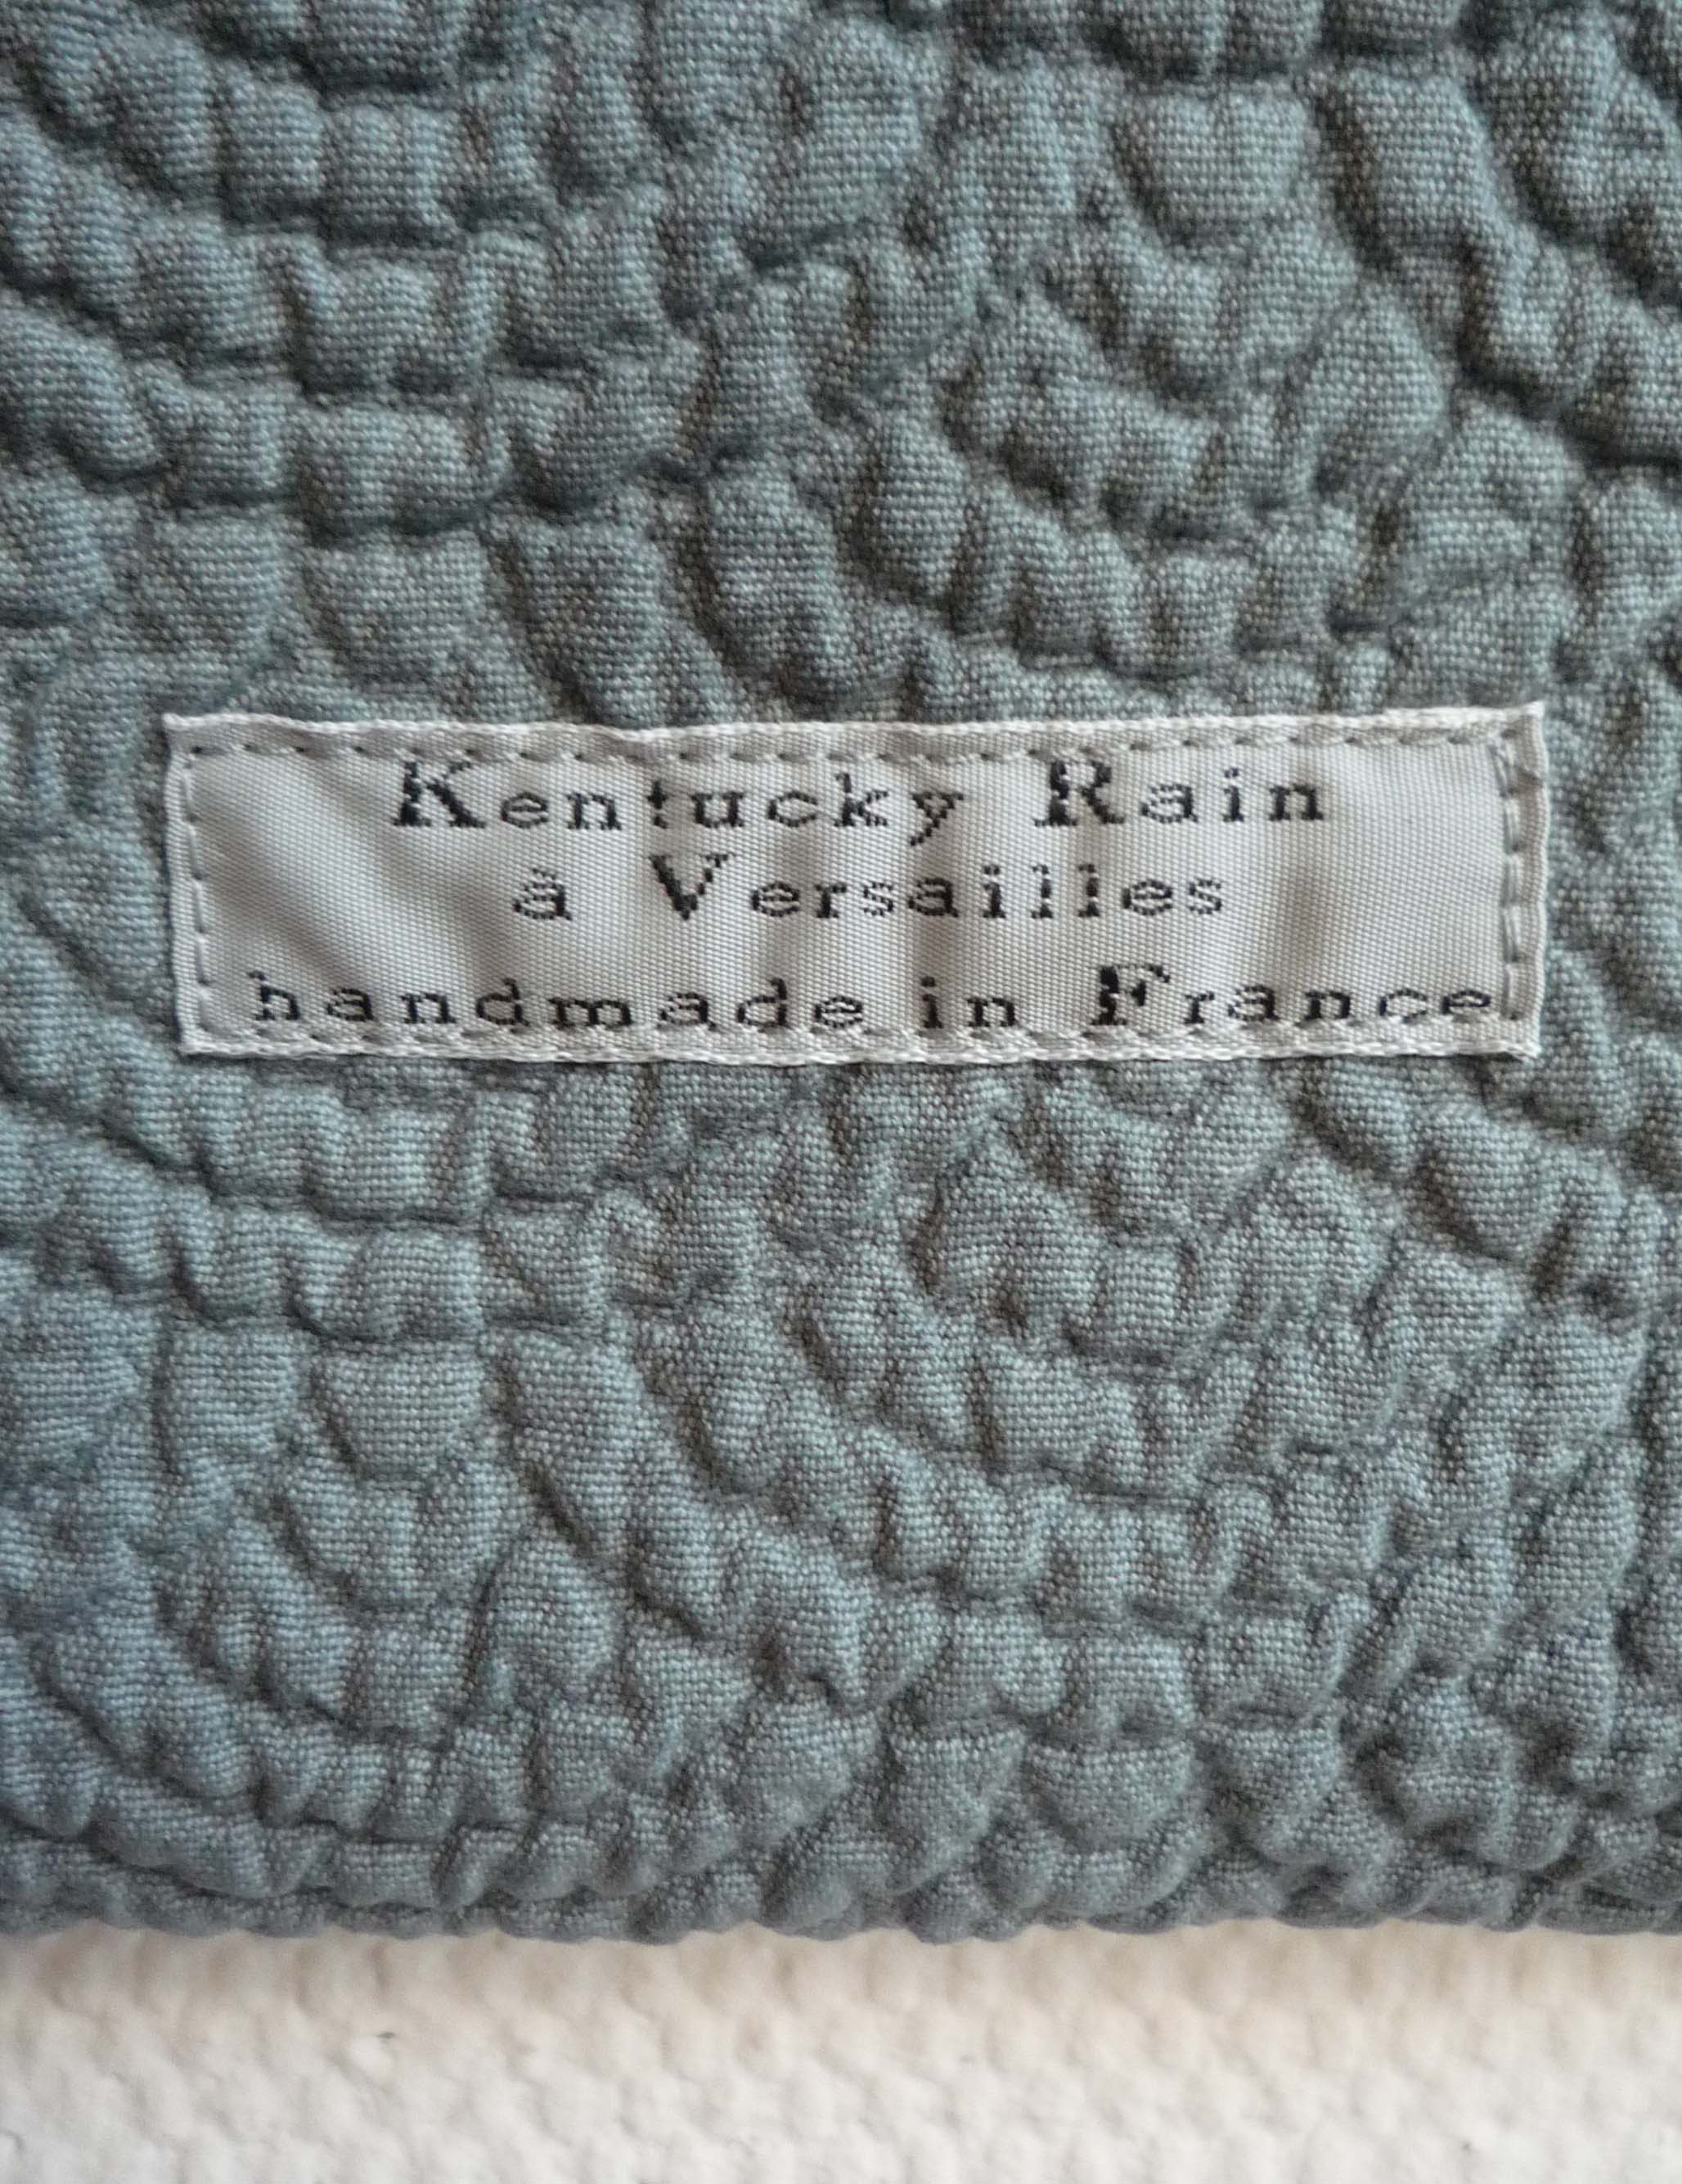 Kentucky Rain
à Versailles
handmade in France